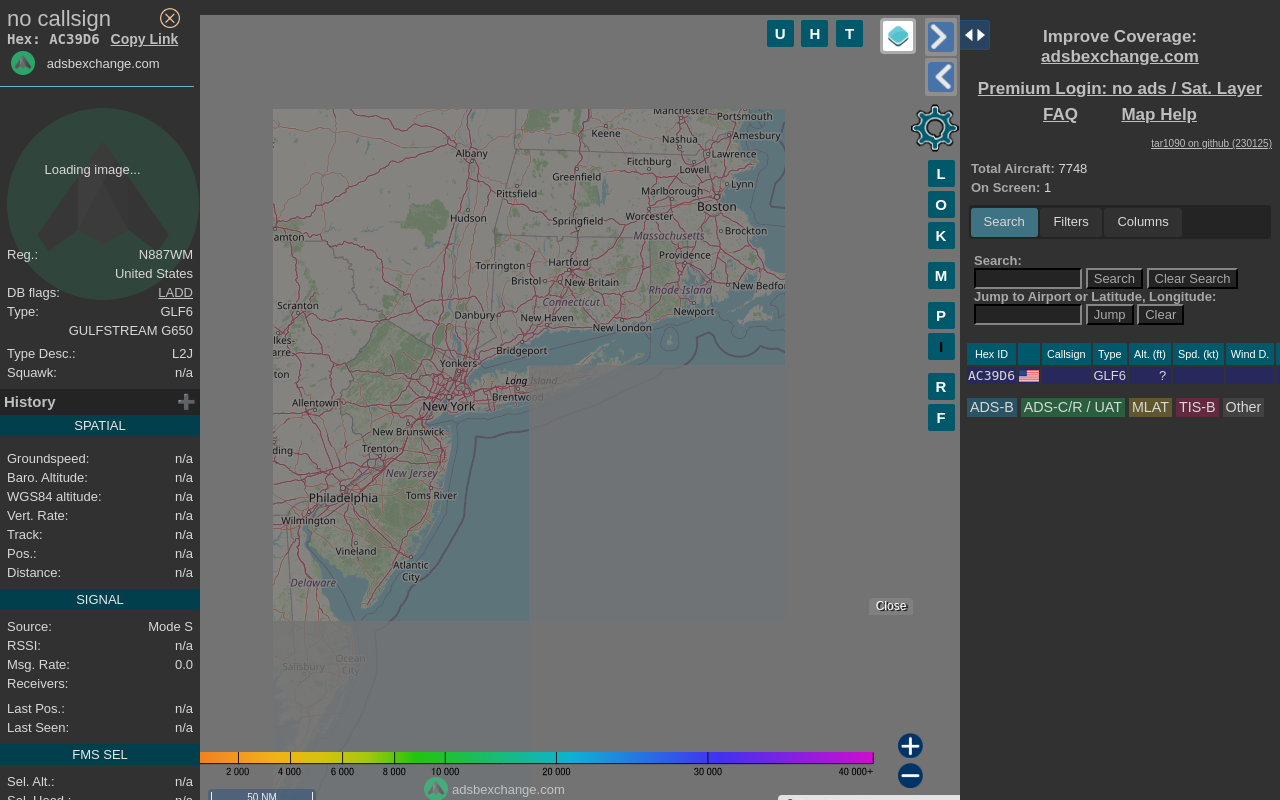 no callsign
Hex: AC39D6 Copy Link
adsbexchange.com
Loading image...
Reg.: N887WM
United States
DB flags: LADD
Type: GLF6
GULFSTREAM G650
Type Desc.: L2J
Squawk: n/a
History
SPATIAL
Groundspeed: n/a
Baro. Altitude: n/a
WGS84 altitude: n/a
Vert. Rate: n/a
Track: n/a
Pos.: n/a
Distance: n/a
SIGNAL
Source: Mode S
RSSI: n/a
Msg. Rate: 0.0
Receivers:
Last Pos.: n/a
Last Seen: n/a
FMS SEL
Sel. Alt.: n/a
U H T
L
O
K
M
P
I
R
F
Manchester
Portsmouth
Keene
Nashua
Amesbury
Albany
Fitchburg
Lawrence
Greenfield
Lowell
Pittsfield
Marlborough
Lynn
Hudson
Springfield
Worcester
Boston
amton
Massachusetts
Brockton
Torrington
Hartford
Providence
Bristol
New Britain
Rhode Island
New Bedfor
Scranton
Connecticut
Danbury
New Haven
New London
Newport
lkes-
arre
Bridgeport
Yonkers
ton
Long Island
Allentown
New York
Brentwood
New Brunswick
ding
Trenton
New Jersey
Philadelphia
Toms River
Wilmington
Vineland
Atlantic
City
Delaware
Salisbury
Ocean
City
Close
2 000 4 000 6 000 8 000 10 000 20 000 30 000 40 000+
adsbexchange.com
50 NM
Improve Coverage:
adsbexchange.com
Premium Login: no ads / Sat. Layer
FAQ Map Help
tar1090 on github (230125)
Total Aircraft: 7748
On Screen: 1
Search Filters Columns
Search:
Search Clear Search
Jump to Airport or Latitude, Longitude:
Jump Clear
Hex ID Callsign Type Alt. (ft) Spd. (kt) Wind D.
AC39D6 GLF6 ?
ADS-B ADS-C/R / UAT MLAT TIS-B Other